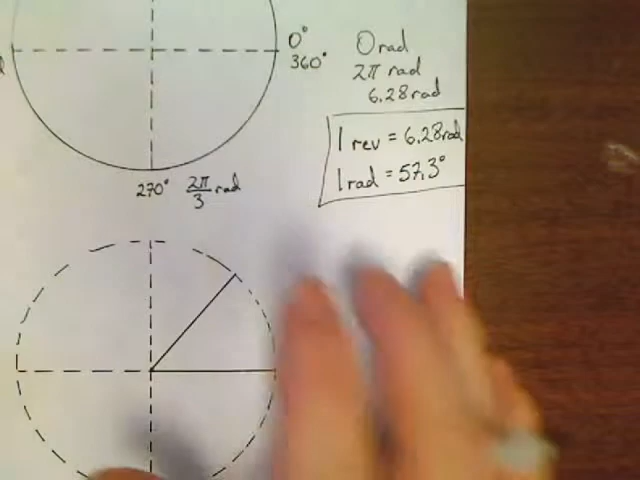 0°
360°
0 rad
2π rad
6.28 rad
1 rev = 6.28 rad
1 rad = 57.3°
270° 2π/3 rad